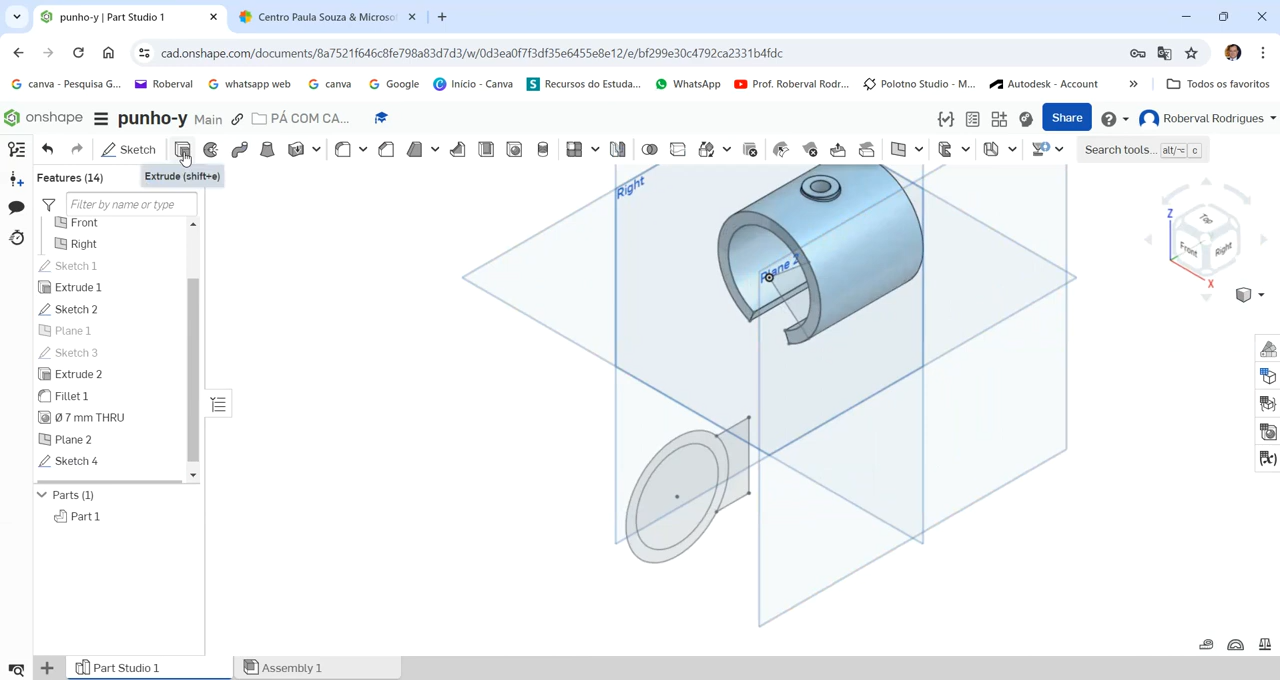 punho-y | Part Studio 1
Centro Paula Souza & Microsof
cad.onshape.com/documents/8a7521f646c8fe798a83d7d3/w/0d3ea0f7f3df35e6455e8e12/e/bf299e30c4792ca2331b4fdc
canva - Pesquisa G...
Roberval
whatsapp web
canva
Google
Início - Canva
Recursos do Estuda...
WhatsApp
Prof. Roberval Rodr...
Polotno Studio - M...
Autodesk - Account
Todos os favoritos
onshape
punho-y
Main
PÁ COM CA...
Share
Roberval Rodrigues
Sketch
Search tools...
alt/⌥
c
Features (14)
Extrude (shift+e)
Filter by name or type
Front
Right
Sketch 1
Extrude 1
Sketch 2
Plane 1
Sketch 3
Extrude 2
Fillet 1
Ø 7 mm THRU
Plane 2
Sketch 4
Parts (1)
Part 1
Right
Plane 2
Z
Top
Front
Right
X
Part Studio 1
Assembly 1